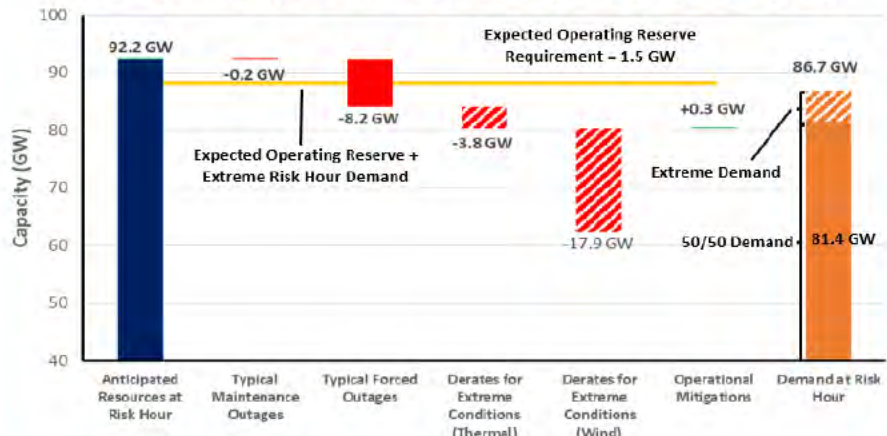 100
90
80
70
60
50
40
Capacity (GW)
92.2 GW
-0.2 GW
-8.2 GW
-3.8 GW
-17.9 GW
+0.3 GW
86.7 GW
81.4 GW
Expected Operating Reserve
Requirement – 1.5 GW
Expected Operating Reserve +
Extreme Risk Hour Demand
Extreme Demand
50/50 Demand
Anticipated
Resources at
Risk Hour
Typical
Maintenance
Outages
Typical Forced
Outages
Derates for
Extreme
Conditions
(Thermal)
Derates for
Extreme
Conditions
(Wind)
Operational
Mitigations
Demand at Risk
Hour